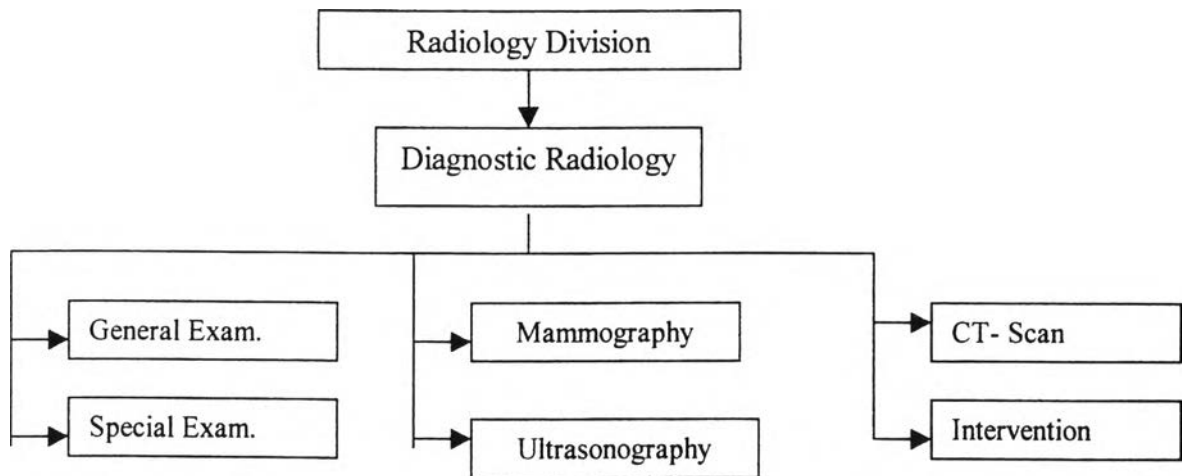 Radiology Division
Diagnostic Radiology
General Exam.
Mammography
CT- Scan
Special Exam.
Ultrasonography
Intervention